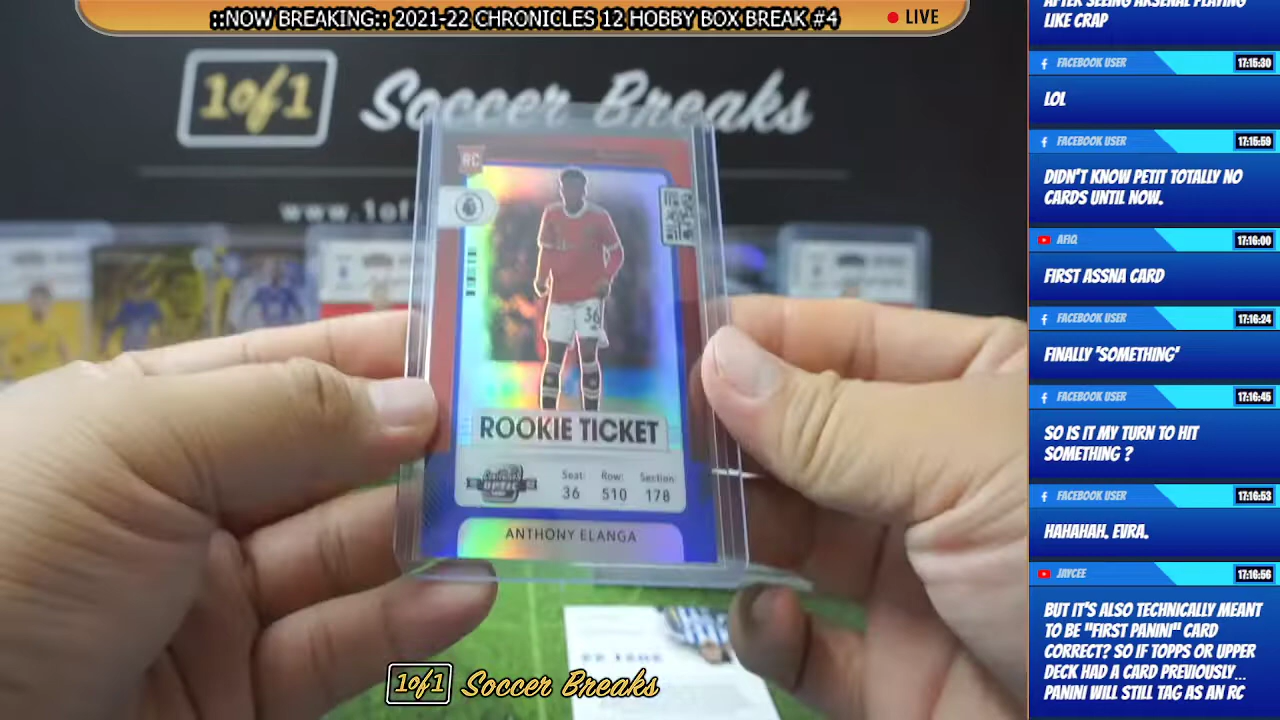 ::NOW BREAKING:: 2021-22 CHRONICLES 12 HOBBY BOX BREAK #4
LIVE
1of1 Soccer Breaks
www.1of
RC
36
ROOKIE TICKET
OPTIC
Seat: Row: Section:
36 510 178
ANTHONY ELANGA
1of1 Soccer Breaks
AFTER SEEING ARSENAL PLAYING
LIKE CRAP
FACEBOOK USER 17:15:30
LOL
FACEBOOK USER 17:15:59
DIDN'T KNOW PETIT TOTALLY NO
CARDS UNTIL NOW.
AFIQ 17:16:00
FIRST ASSNA CARD
FACEBOOK USER 17:16:24
FINALLY 'SOMETHING'
FACEBOOK USER 17:16:45
SO IS IT MY TURN TO HIT
SOMETHING ?
FACEBOOK USER 17:16:53
HAHAHAH. EVRA.
JAYCEE 17:16:56
BUT IT'S ALSO TECHNICALLY MEANT
TO BE "FIRST PANINI" CARD
CORRECT? SO IF TOPPS OR UPPER
DECK HAD A CARD PREVIOUSLY...
PANINI WILL STILL TAG AS AN RC